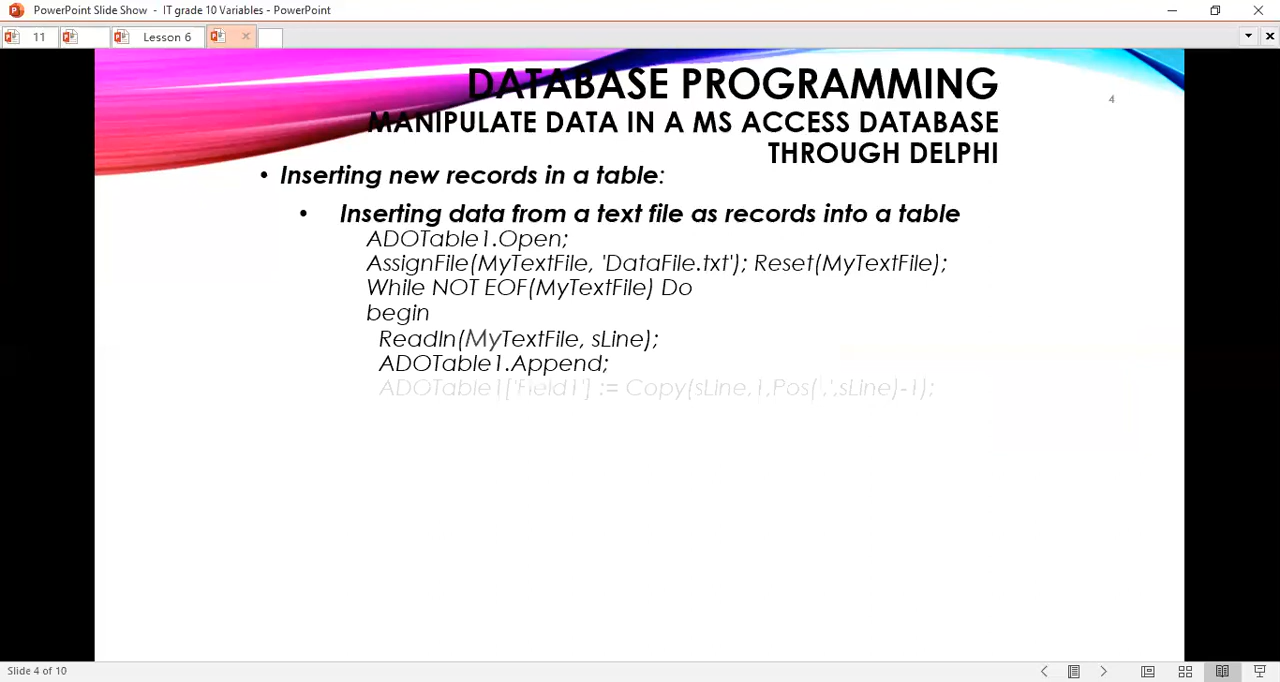 PowerPoint Slide Show - IT grade 10 Variables - PowerPoint
11
Lesson 6
DATABASE PROGRAMMING
MANIPULATE DATA IN A MS ACCESS DATABASE
THROUGH DELPHI
4
• Inserting new records in a table:
• Inserting data from a text file as records into a table
ADOTable1.Open;
AssignFile(MyTextFile, 'DataFile.txt'); Reset(MyTextFile);
While NOT EOF(MyTextFile) Do
begin
Readln(MyTextFile, sLine);
ADOTable1.Append;
ADOTable1['Field1'] := Copy(sLine,1,Pos(',',sLine)-1);
Slide 4 of 10